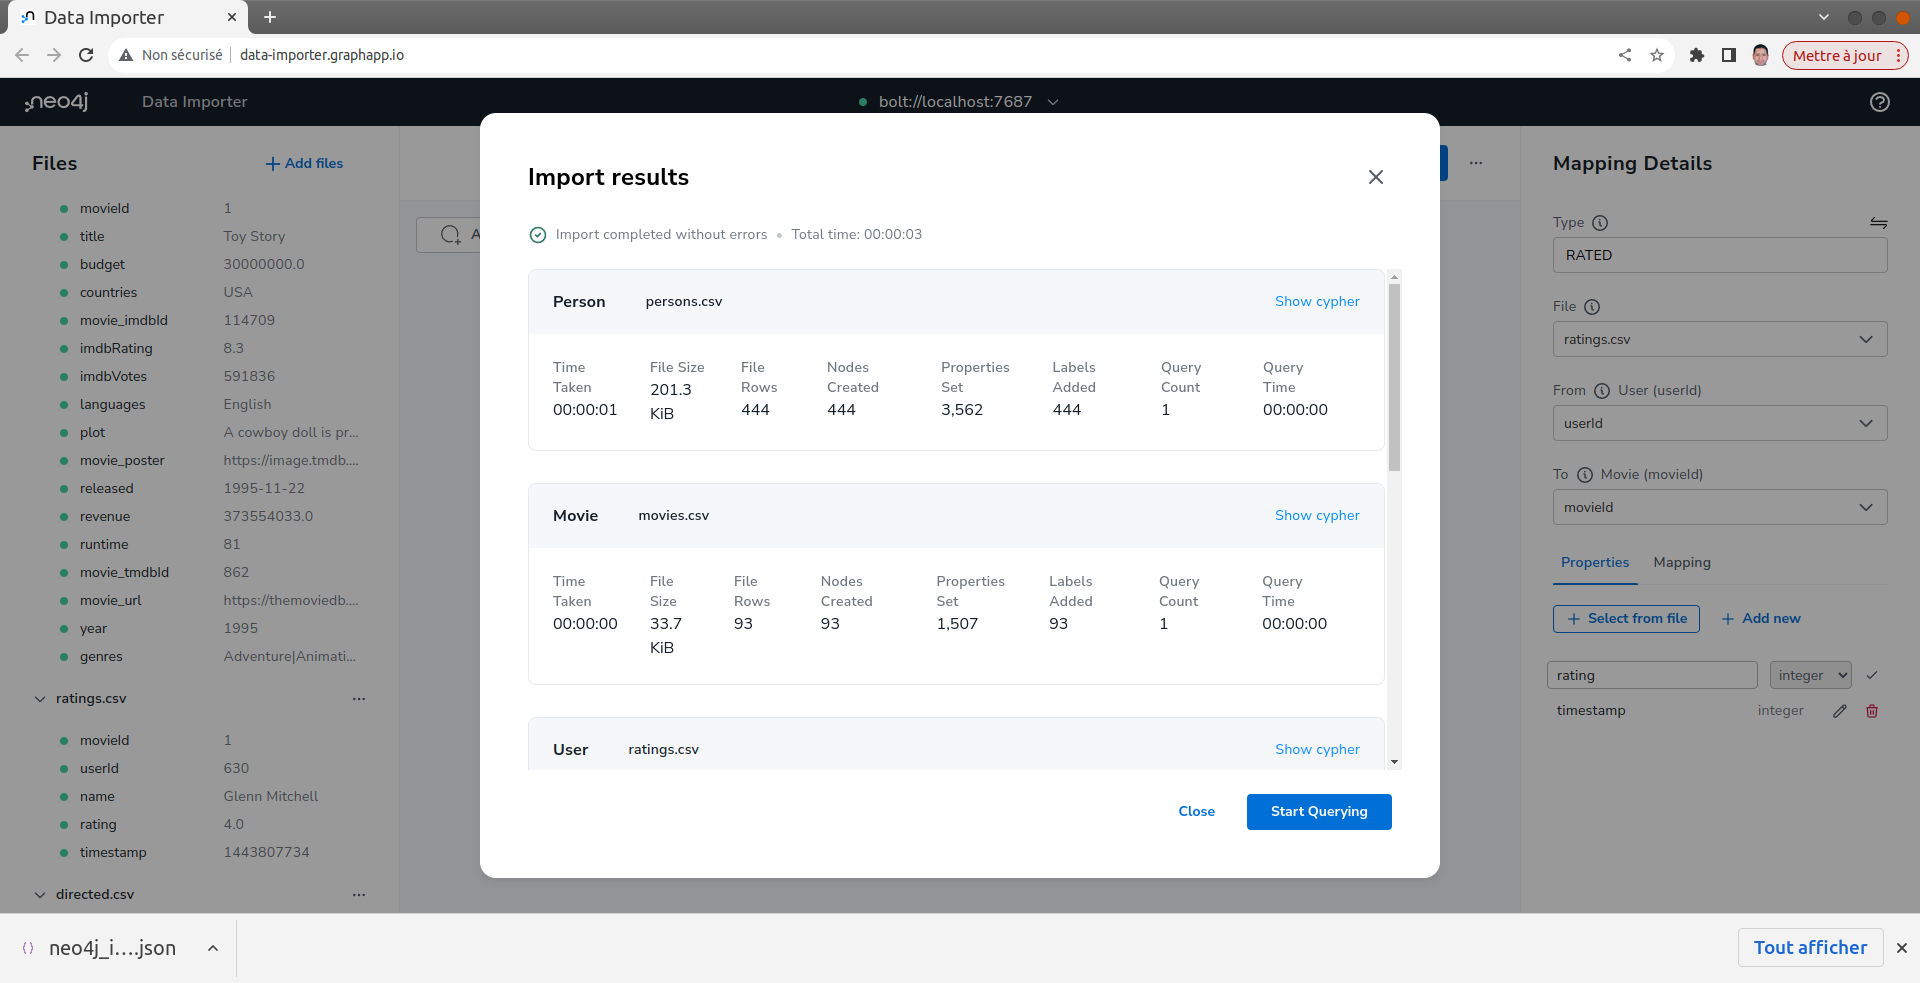 Data Importer
Non sécurisé
data-importer.graphapp.io
Mettre à jour
neo4j
Data Importer
bolt://localhost:7687
Files
Add files
movieId 1
title Toy Story
budget 30000000.0
countries USA
movie_imdbId 114709
imdbRating 8.3
imdbVotes 591836
languages English
plot A cowboy doll is pr...
movie_poster https://image.tmdb....
released 1995-11-22
revenue 373554033.0
runtime 81
movie_tmdbId 862
movie_url https://themoviedb....
year 1995
genres Adventure|Animati...
ratings.csv
movieId 1
userId 630
name Glenn Mitchell
rating 4.0
timestamp 1443807734
directed.csv
A
Import results
Import completed without errors • Total time: 00:00:03
Person persons.csv Show cypher
Time Taken 00:00:01
File Size 201.3 KiB
File Rows 444
Nodes Created 444
Properties Set 3,562
Labels Added 444
Query Count 1
Query Time 00:00:00
Movie movies.csv Show cypher
Time Taken 00:00:00
File Size 33.7 KiB
File Rows 93
Nodes Created 93
Properties Set 1,507
Labels Added 93
Query Count 1
Query Time 00:00:00
User ratings.csv Show cypher
Close
Start Querying
Mapping Details
Type
RATED
File
ratings.csv
From User (userId)
userId
To Movie (movieId)
movieId
Properties Mapping
Select from file
Add new
rating integer
timestamp integer
neo4j_i....json
Tout afficher